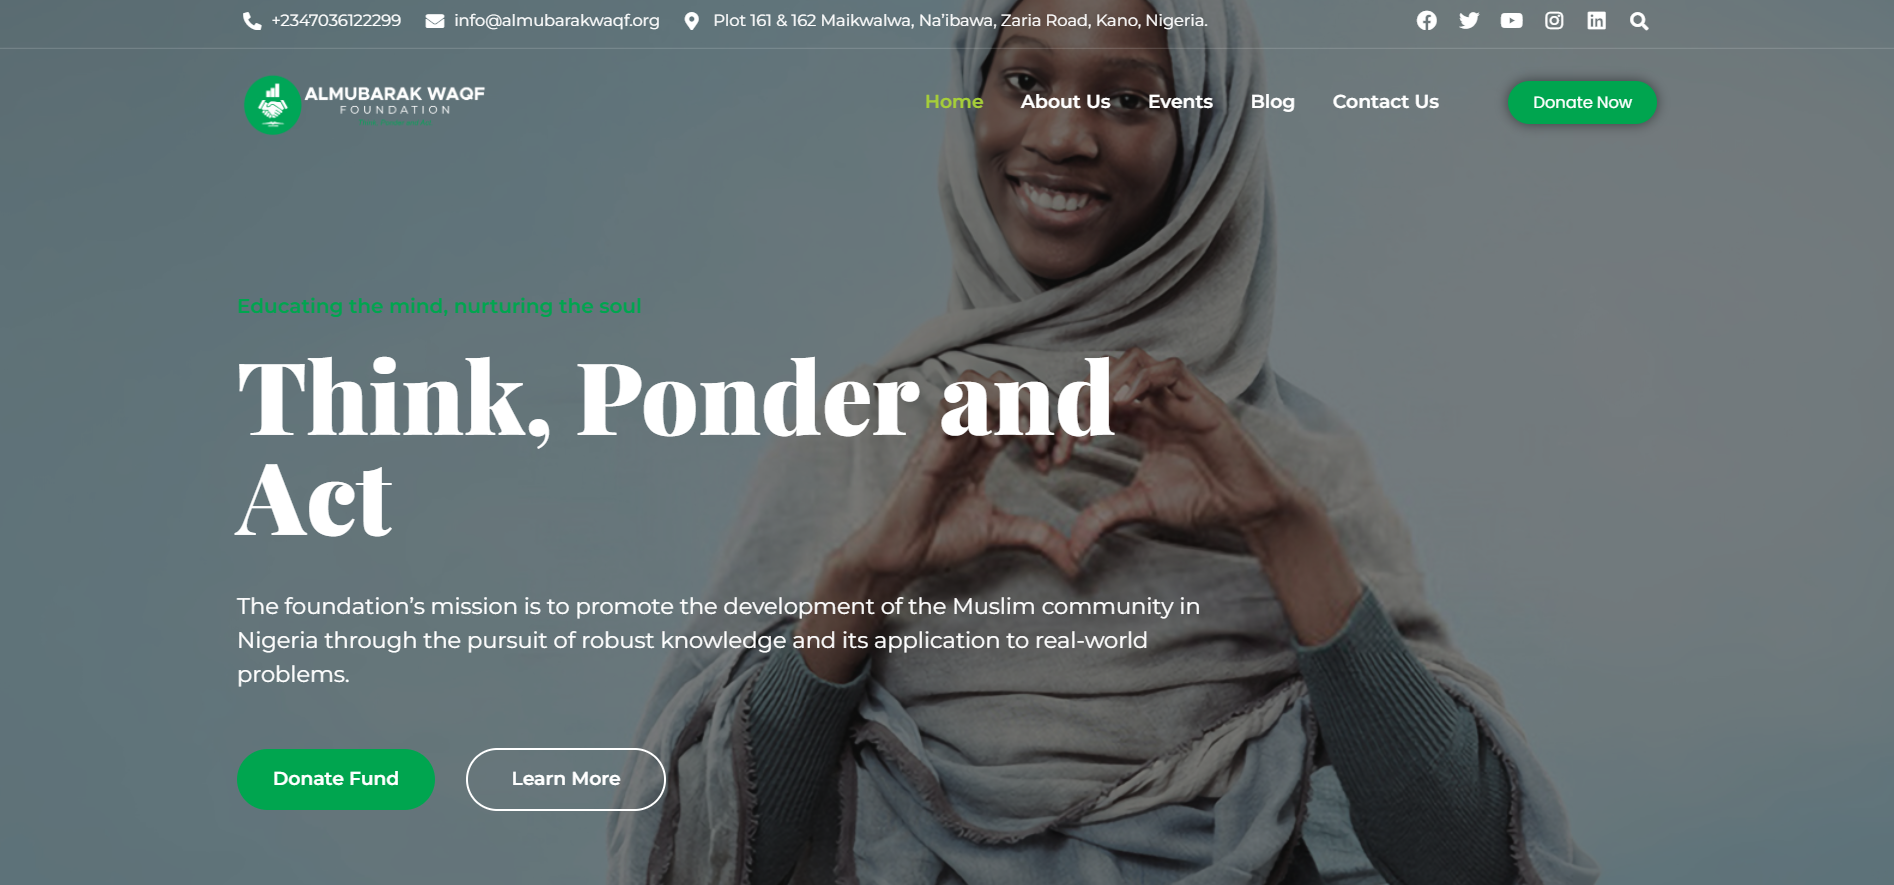 +2347036122299 info@almubarakwaqf.org Plot 161 & 162 Maikwalwa, Na’ibawa, Zaria Road, Kano, Nigeria.
ALMUBARAK WAQF
FOUNDATION
Home About Us Events Blog Contact Us Donate Now
Educating the mind, nurturing the soul
Think, Ponder and
Act
The foundation’s mission is to promote the development of the Muslim community in
Nigeria through the pursuit of robust knowledge and its application to real-world
problems.
Donate Fund Learn More